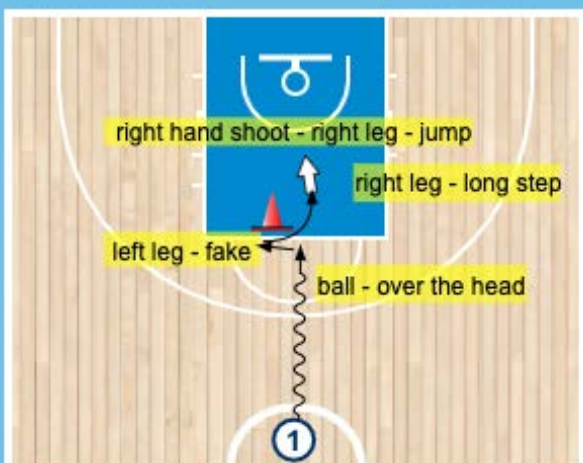 right hand shoot - right leg - jump
right leg - long step
left leg - fake
ball - over the head
1